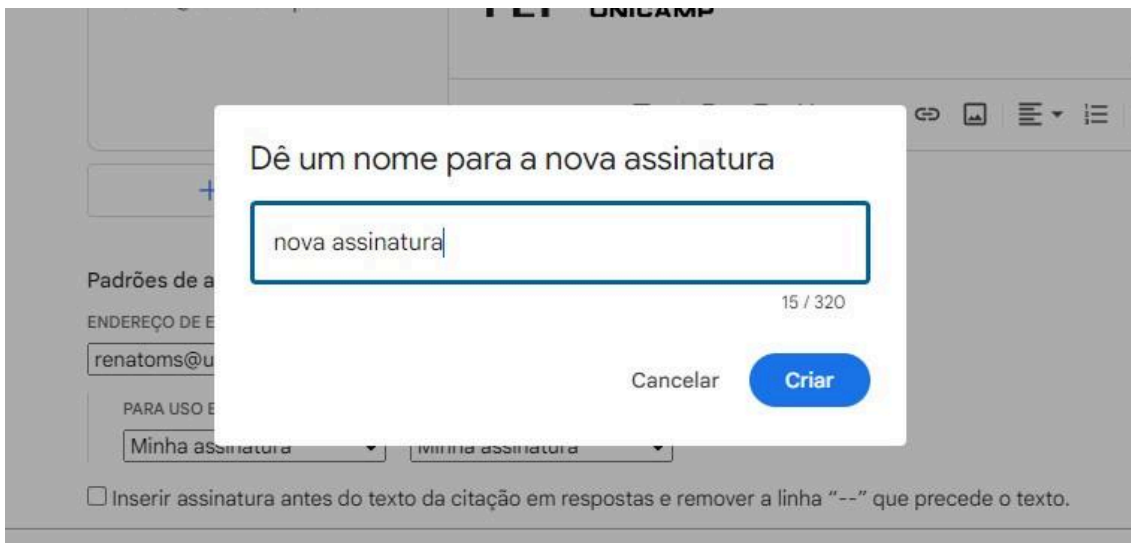 UNICAMP
Dê um nome para a nova assinatura
nova assinatura
15 / 320
Padrões de a
ENDEREÇO DE E
renatoms@u
Cancelar Criar
PARA USO E
Minha assinatura Minha assinatura
Inserir assinatura antes do texto da citação em respostas e remover a linha "--" que precede o texto.